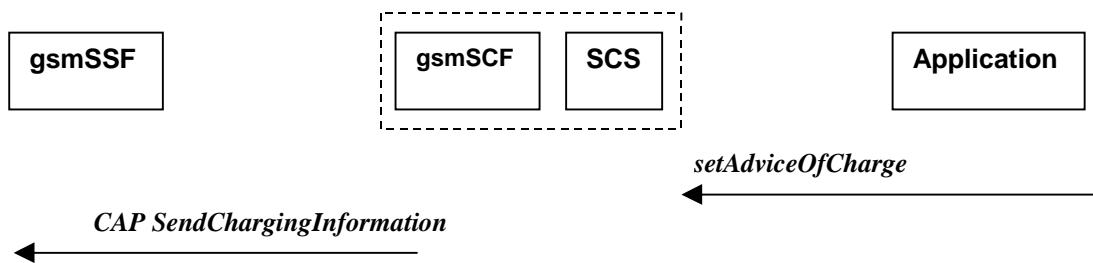 gsmSSF
gsmSCF
SCS
Application
setAdviceOfCharge
CAP SendChargingInformation